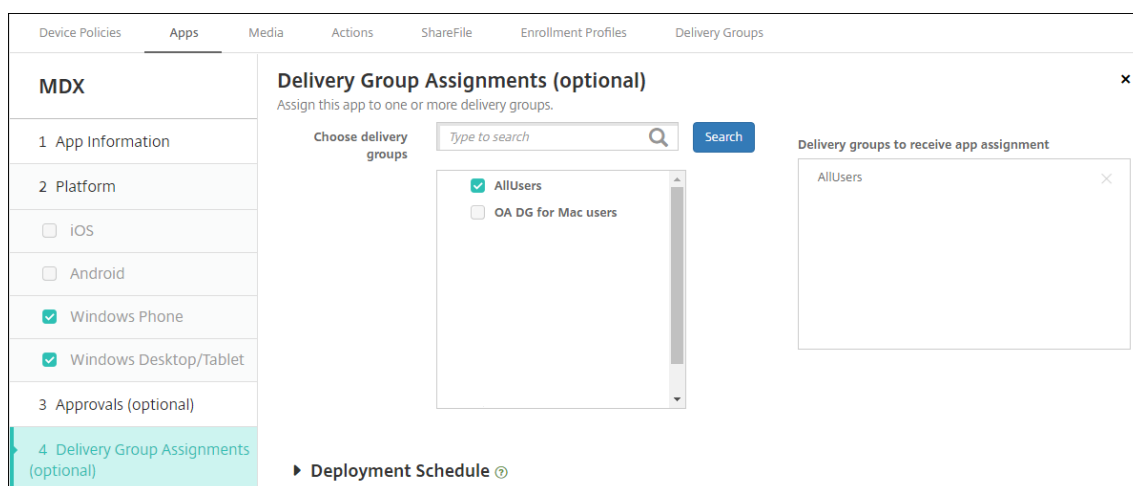 Device Policies Apps Media Actions ShareFile Enrollment Profiles Delivery Groups
MDX
1 App Information
2 Platform
iOS
Android
Windows Phone
Windows Desktop/Tablet
3 Approvals (optional)
4 Delivery Group Assignments
(optional)
Delivery Group Assignments (optional)
Assign this app to one or more delivery groups.
Choose delivery
groups
Type to search
Search
AllUsers
OA DG for Mac users
Delivery groups to receive app assignment
AllUsers
Deployment Schedule ?